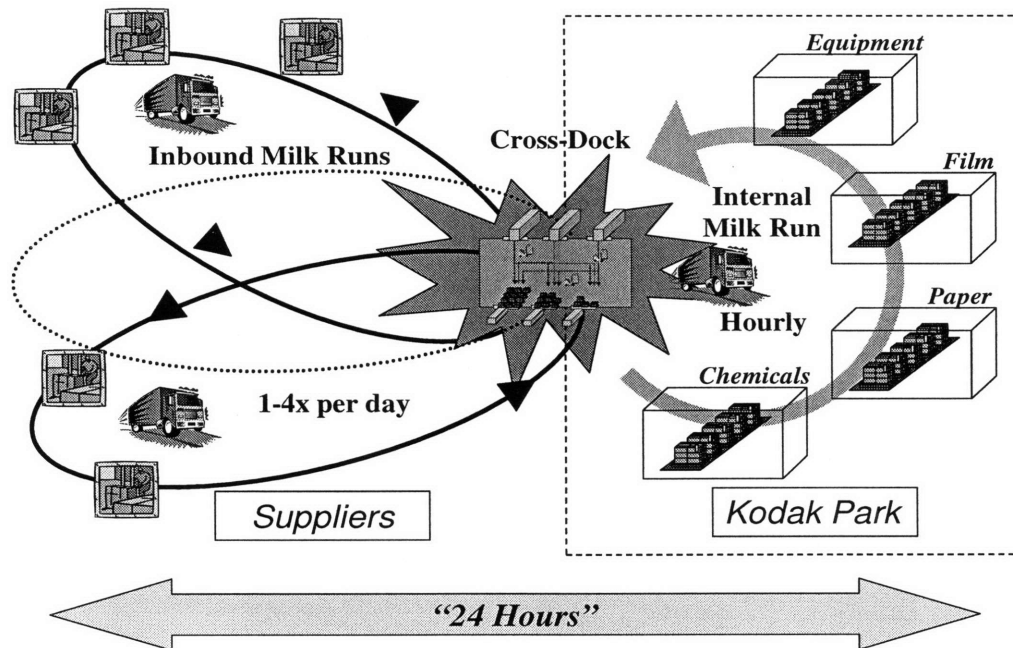 Equipment
Inbound Milk Runs
Cross-Dock
Film
Internal
Milk Run
Hourly
Paper
Chemicals
1-4x per day
Suppliers
Kodak Park
“24 Hours”